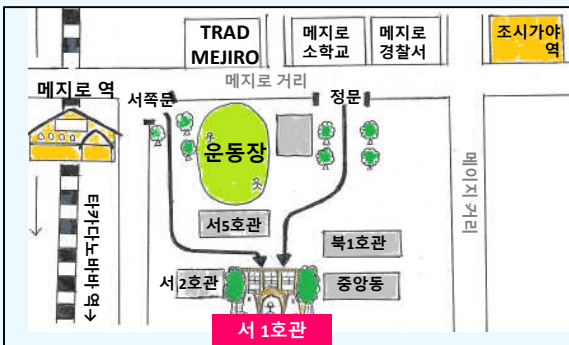 TRAD
MEJIRO
메지로
소학교
메지로
경찰서
조시가야
역
메지로 거리
메지로 역
서쪽문
정문
운동장
메이지 거리
타카다노바바 역→
서5호관
북1호관
서 2호관
중앙동
서 1호관